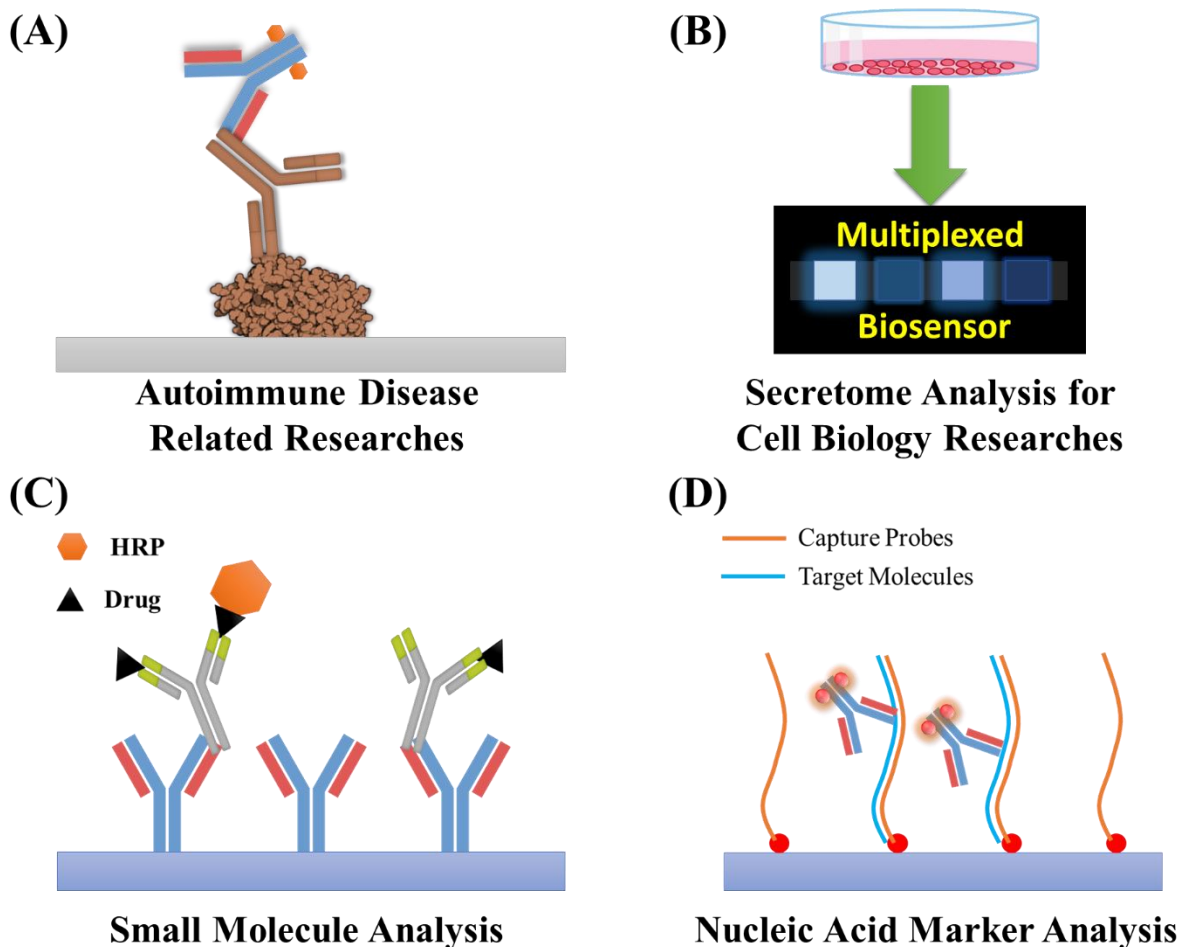 (A)
Autoimmune Disease
Related Researches
(B)
Multiplexed
Biosensor
Secretome Analysis for
Cell Biology Researches
(C)
HRP
Drug
Small Molecule Analysis
(D)
Capture Probes
Target Molecules
Nucleic Acid Marker Analysis